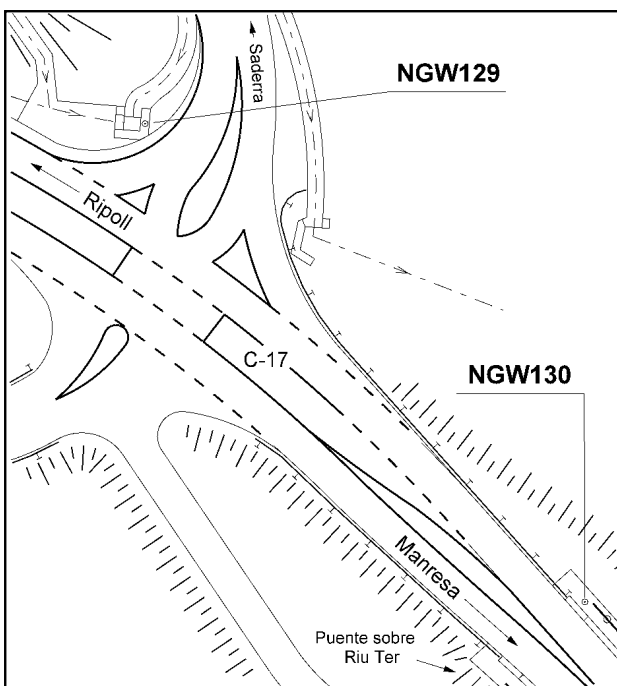 Saderra
NGW129
Ripoll
C-17
NGW130
Manresa
Puente sobre
Riu Ter